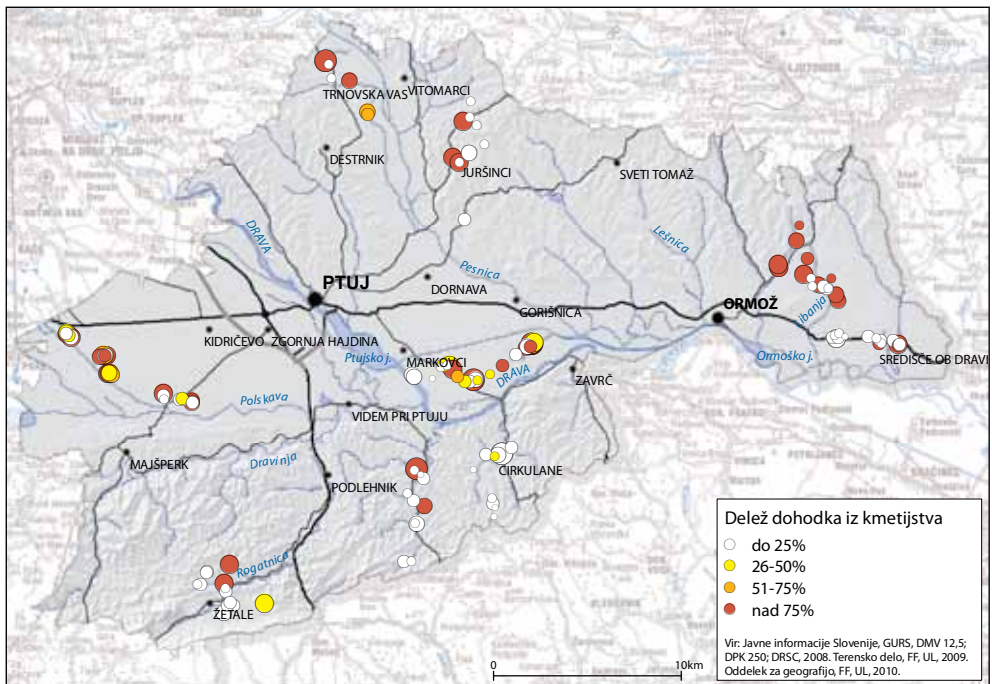 TRNOVSKA VAS
VITOMARCI
DESTRNIK
JURŠINCI
SVETI TOMAŽ
DRAVA
Lešnica
Pesnica
PTUJ
DORNAVA
GORIŠNICA
ORMOŽ
ibanja
KIDRIČEVO
ZGORNJA HAJDINA
Ptujsko j.
MARKOVCI
DRAVA
ZAVRČ
Ormoško j.
SREDIŠČE OB DRAVI
Polskava
VIDEM PRI PTUJU
MAJŠPERK
Dravinja
PODLEHNIK
CIRKULANE
Rogatnica
ŽETALE
0 10km
Delež dohodka iz kmetijstva
do 25%
26-50%
51-75%
nad 75%
Vir: Javne informacije Slovenije, GURS, DMV 12,5;
DPK 250; DRSC, 2008. Terensko delo, FF, UL, 2009.
Oddelek za geografijo, FF, UL, 2010.